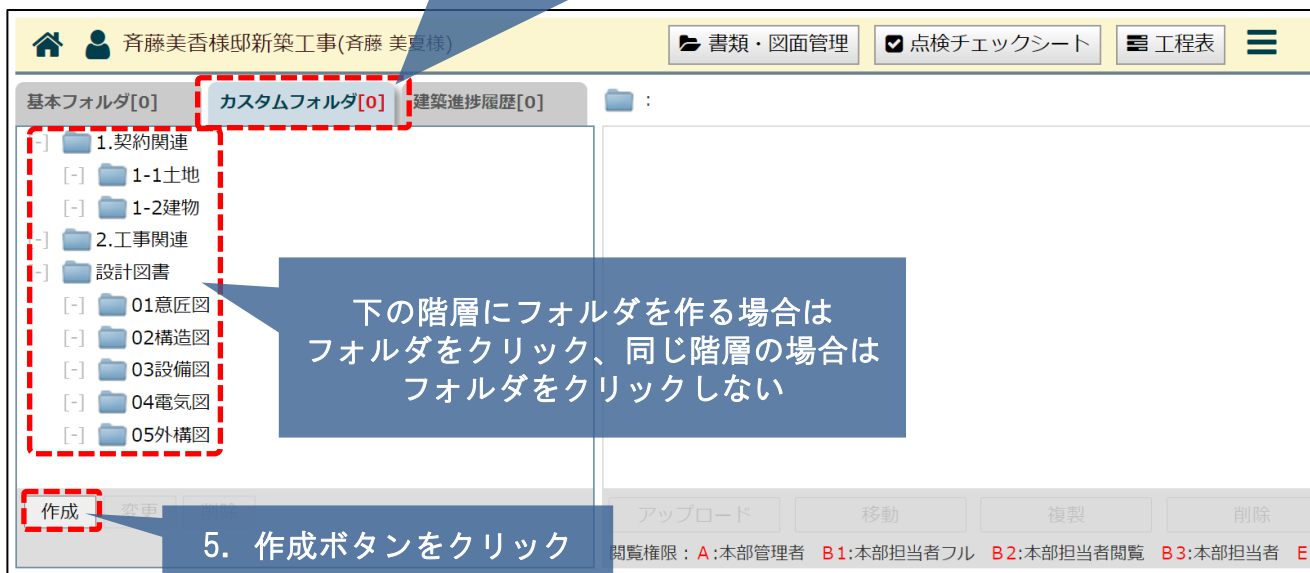 斉藤美香様邸新築工事(斉藤 美夏様)
書類・図面管理
点検チェックシート
工程表
基本フォルダ[0]
カスタムフォルダ[0]
建築進捗履歴[0]
:
[-] 1.契約関連
[-] 1-1土地
[-] 1-2建物
[-] 2.工事関連
[-] 設計図書
[-] 01意匠図
[-] 02構造図
[-] 03設備図
[-] 04電気図
[-] 05外構図
下の階層にフォルダを作る場合は
フォルダをクリック、同じ階層の場合は
フォルダをクリックしない
作成
変更
削除
5. 作成ボタンをクリック
アップロード
移動
複製
削除
閲覧権限:A:本部管理者 B1:本部担当者フル B2:本部担当者閲覧 B3:本部担当者 E